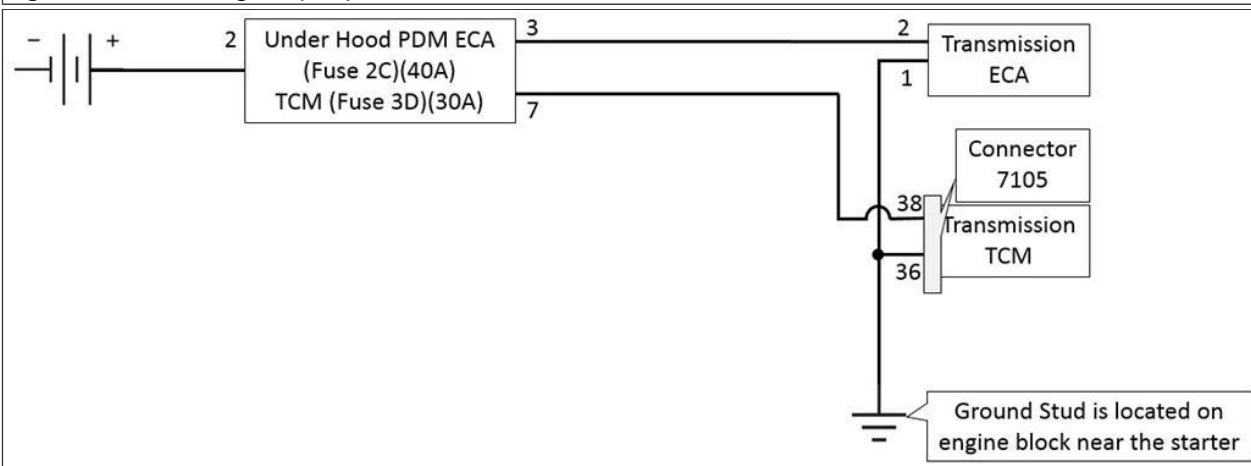 − +
2
Under Hood PDM ECA
(Fuse 2C)(40A)
TCM (Fuse 3D)(30A)
3
7
2
1
Transmission
ECA
Connector
7105
38
36
Transmission
TCM
Ground Stud is located on
engine block near the starter